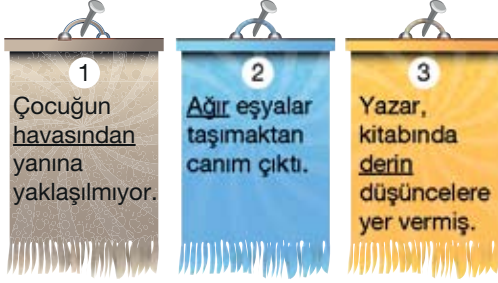 1
Çocuğun
havasından
yanına
yaklaşılmıyor.
2
Ağır eşyalar
taşımaktan
canım çıktı.
3
Yazar,
kitabında
derin
düşüncelere
yer vermiş.